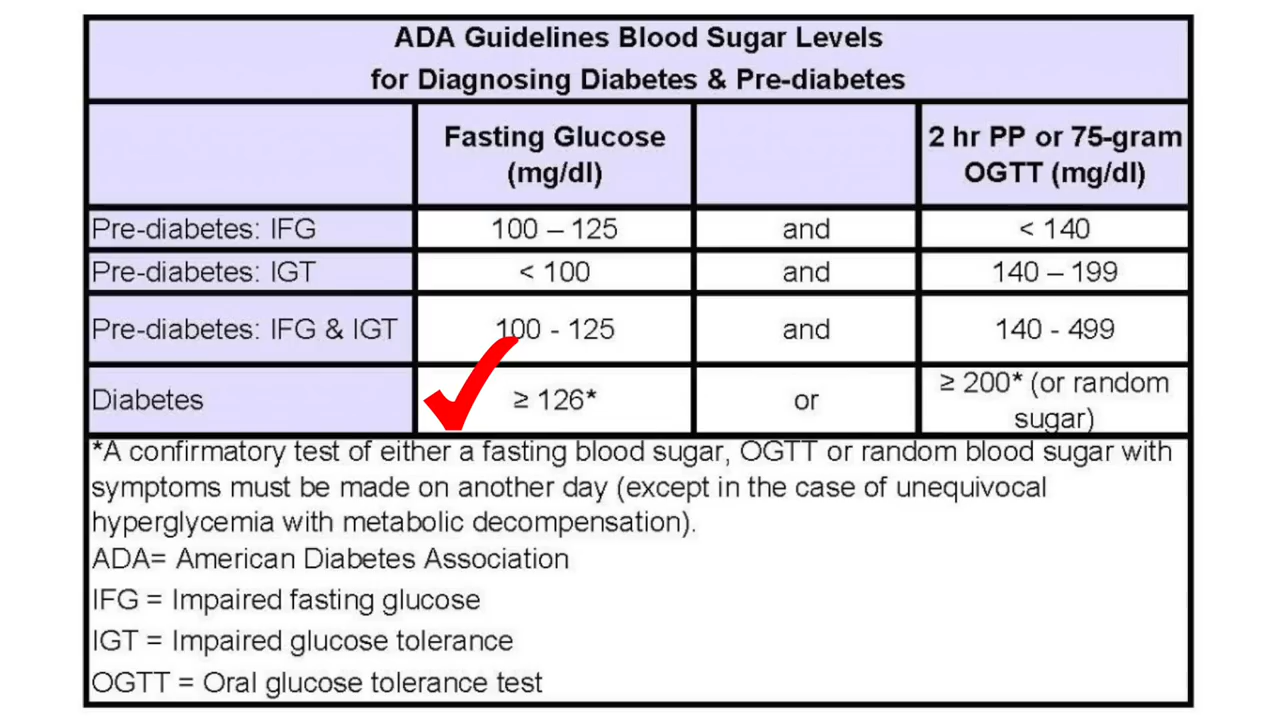 ADA Guidelines Blood Sugar Levels
for Diagnosing Diabetes & Pre-diabetes
Fasting Glucose
(mg/dl)
2 hr PP or 75-gram
OGTT (mg/dl)
Pre-diabetes: IFG 100 – 125 and < 140
Pre-diabetes: IGT < 100 and 140 – 199
Pre-diabetes: IFG & IGT 100 - 125 and 140 - 499
Diabetes ≥ 126* or ≥ 200* (or random
sugar)
*A confirmatory test of either a fasting blood sugar, OGTT or random blood sugar with
symptoms must be made on another day (except in the case of unequivocal
hyperglycemia with metabolic decompensation).
ADA= American Diabetes Association
IFG = Impaired fasting glucose
IGT = Impaired glucose tolerance
OGTT = Oral glucose tolerance test